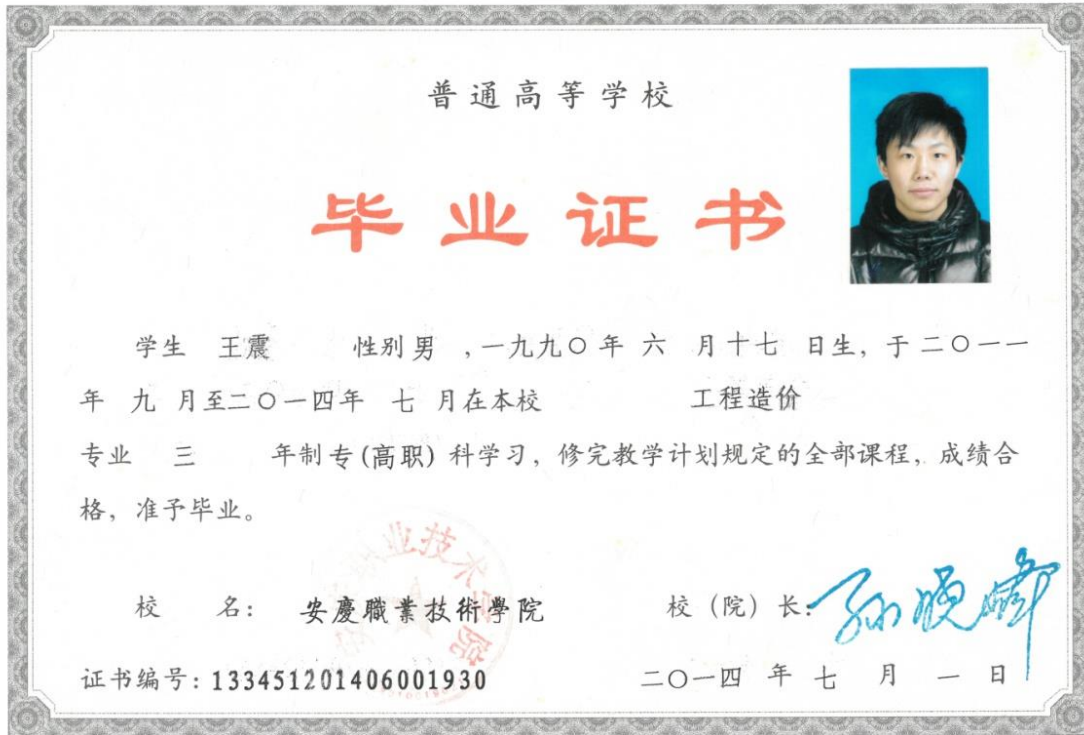 普通高等学校
毕业证书
学生 王震 性别 男 ,一九九〇 年 六 月 十七 日生, 于 二〇一一
年 九 月至二〇一四年 七 月在本校 工程造价
专业 三 年制 专(高职) 科学习, 修完教学计划规定的全部课程, 成绩合
格, 准予毕业。
业技术学院
校 名: 安慶職業技術學院 校 (院) 长:
证书编号: 133451201406001930 二〇一四 年 七 月 一 日